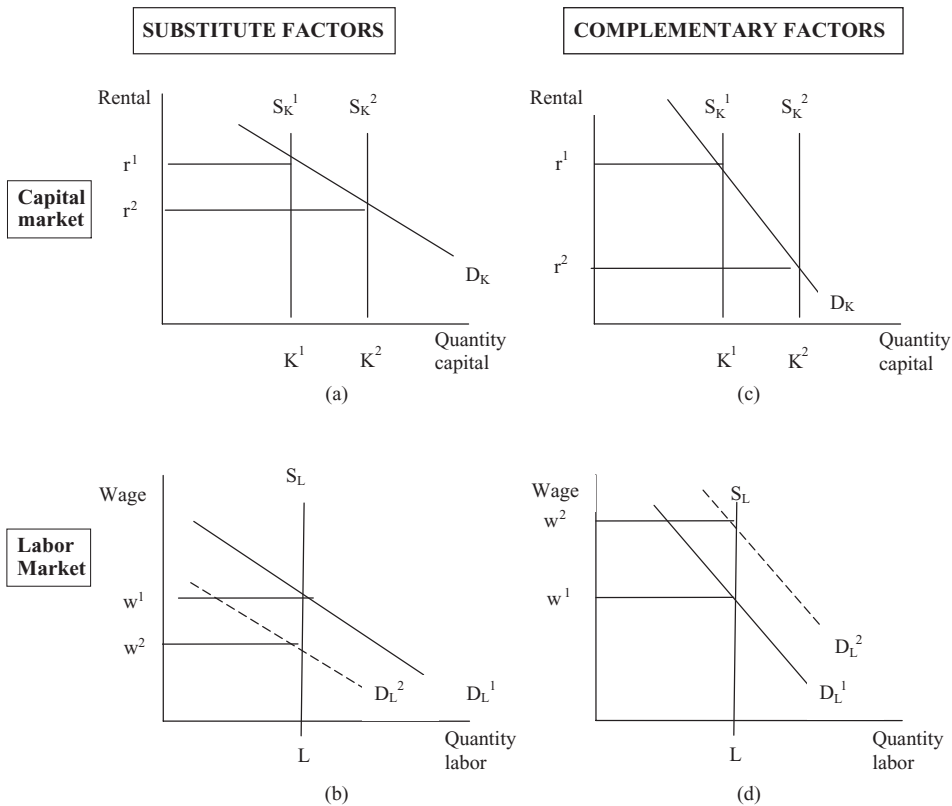 SUBSTITUTE FACTORS
COMPLEMENTARY FACTORS
Rental
S_K^1
S_K^2
r^1
r^2
D_K
Quantity
capital
K^1
K^2
(a)
Rental
S_K^1
S_K^2
r^1
r^2
D_K
Quantity
capital
K^1
K^2
(c)
Capital
market
Wage
S_L
w^1
w^2
D_L^2
D_L^1
Quantity
labor
L
(b)
Wage
S_L
w^2
w^1
D_L^2
D_L^1
Quantity
labor
L
(d)
Labor
Market